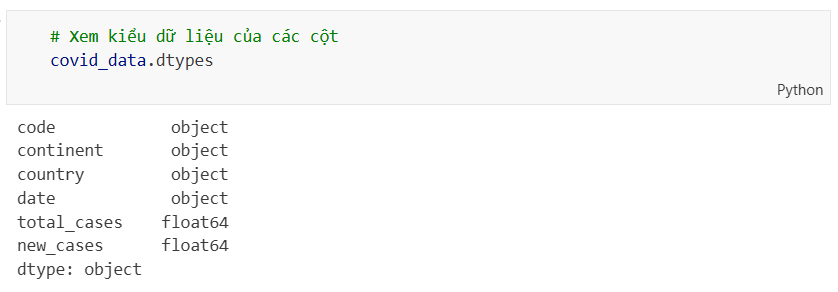 # Xem kiểu dữ liệu của các cột
covid_data.dtypes
Python
code            object
continent       object
country         object
date            object
total_cases    float64
new_cases      float64
dtype: object